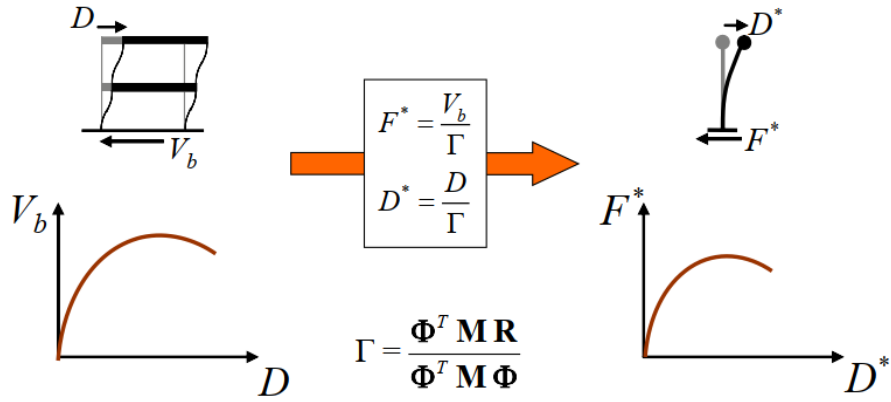 D
V_b
F^* = V_b / Γ
D^* = D / Γ
D^*
F^*
V_b
D
Γ = Φ^T M R / Φ^T M Φ
F^*
D^*